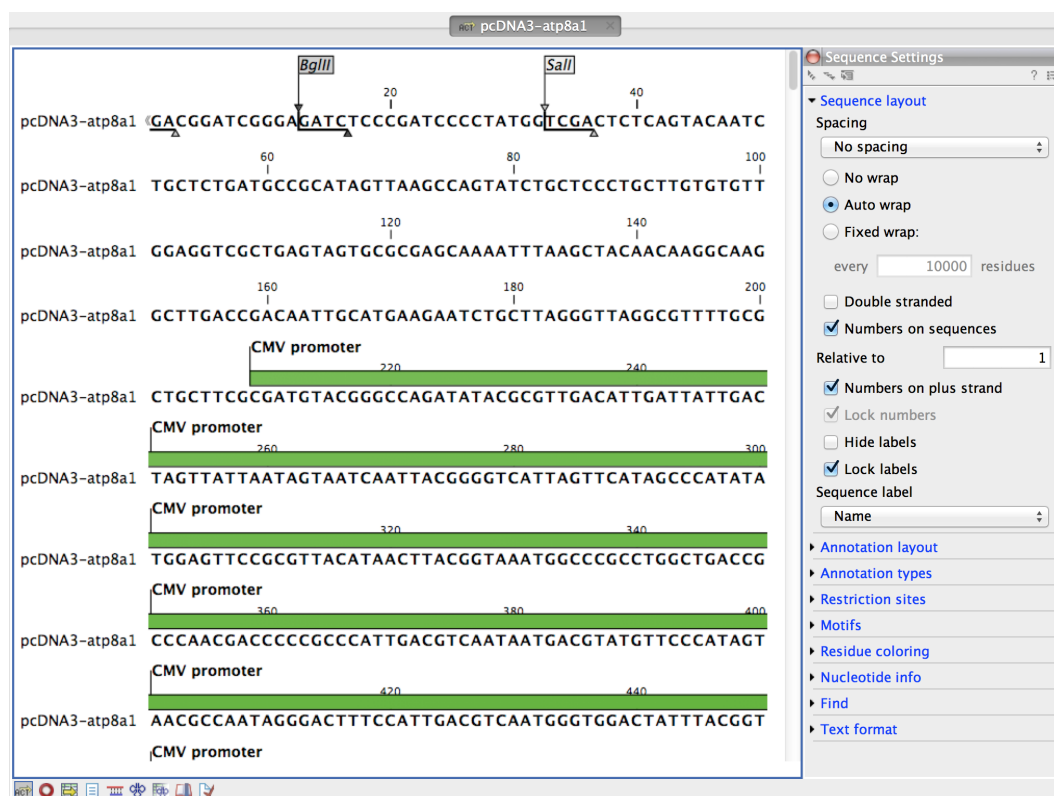 pcDNA3-atp8a1
BglII SalI
20 40
pcDNA3-atp8a1 GACGGATCGGGAGATCTCCCGATCCCCTATGGTCGACTCTCAGTACAATC
60 80 100
TGCTCTGATGCCGCATAGTTAAGCCAGTATCTGCTCCCTGCTTGTGTGTT
pcDNA3-atp8a1
120 140
pcDNA3-atp8a1 GGAGGTCGCTGAGTAGTGCGCGAGCAAAATTTAAGCTACAACAAGGCAAG
160 180 200
pcDNA3-atp8a1 GCTTGACCGACAATTGCATGAAGAATCTGCTTAGGGTTAGGCGTTTTGCG
CMV promoter
220 240
pcDNA3-atp8a1 CTGCTTCGCGATGTACGGGCCAGATATACGCGTTGACATTGATTATTGAC
CMV promoter
260 280 300
pcDNA3-atp8a1 TAGTTATTAATAGTAATCAATTACGGGGTCATTAGTTCATAGCCCATATA
CMV promoter
320 340
pcDNA3-atp8a1 TGGAGTTCCGCGTTACATAACTTACGGTAAATGGCCCGCCTGGCTGACCG
CMV promoter
360 380 400
pcDNA3-atp8a1 CCCAACGACCCCCGCCCATTGACGTCAATAATGACGTATGTTCCCATAGT
CMV promoter
420 440
pcDNA3-atp8a1 AACGCCAATAGGGACTTTCCATTGACGTCAATGGGTGGACTATTTACGGT
CMV promoter
Sequence Settings
?
Sequence layout
Spacing
No spacing
No wrap
Auto wrap
Fixed wrap:
every 10000 residues
Double stranded
Numbers on sequences
Relative to 1
Numbers on plus strand
Lock numbers
Hide labels
Lock labels
Sequence label
Name
Annotation layout
Annotation types
Restriction sites
Motifs
Residue coloring
Nucleotide info
Find
Text format